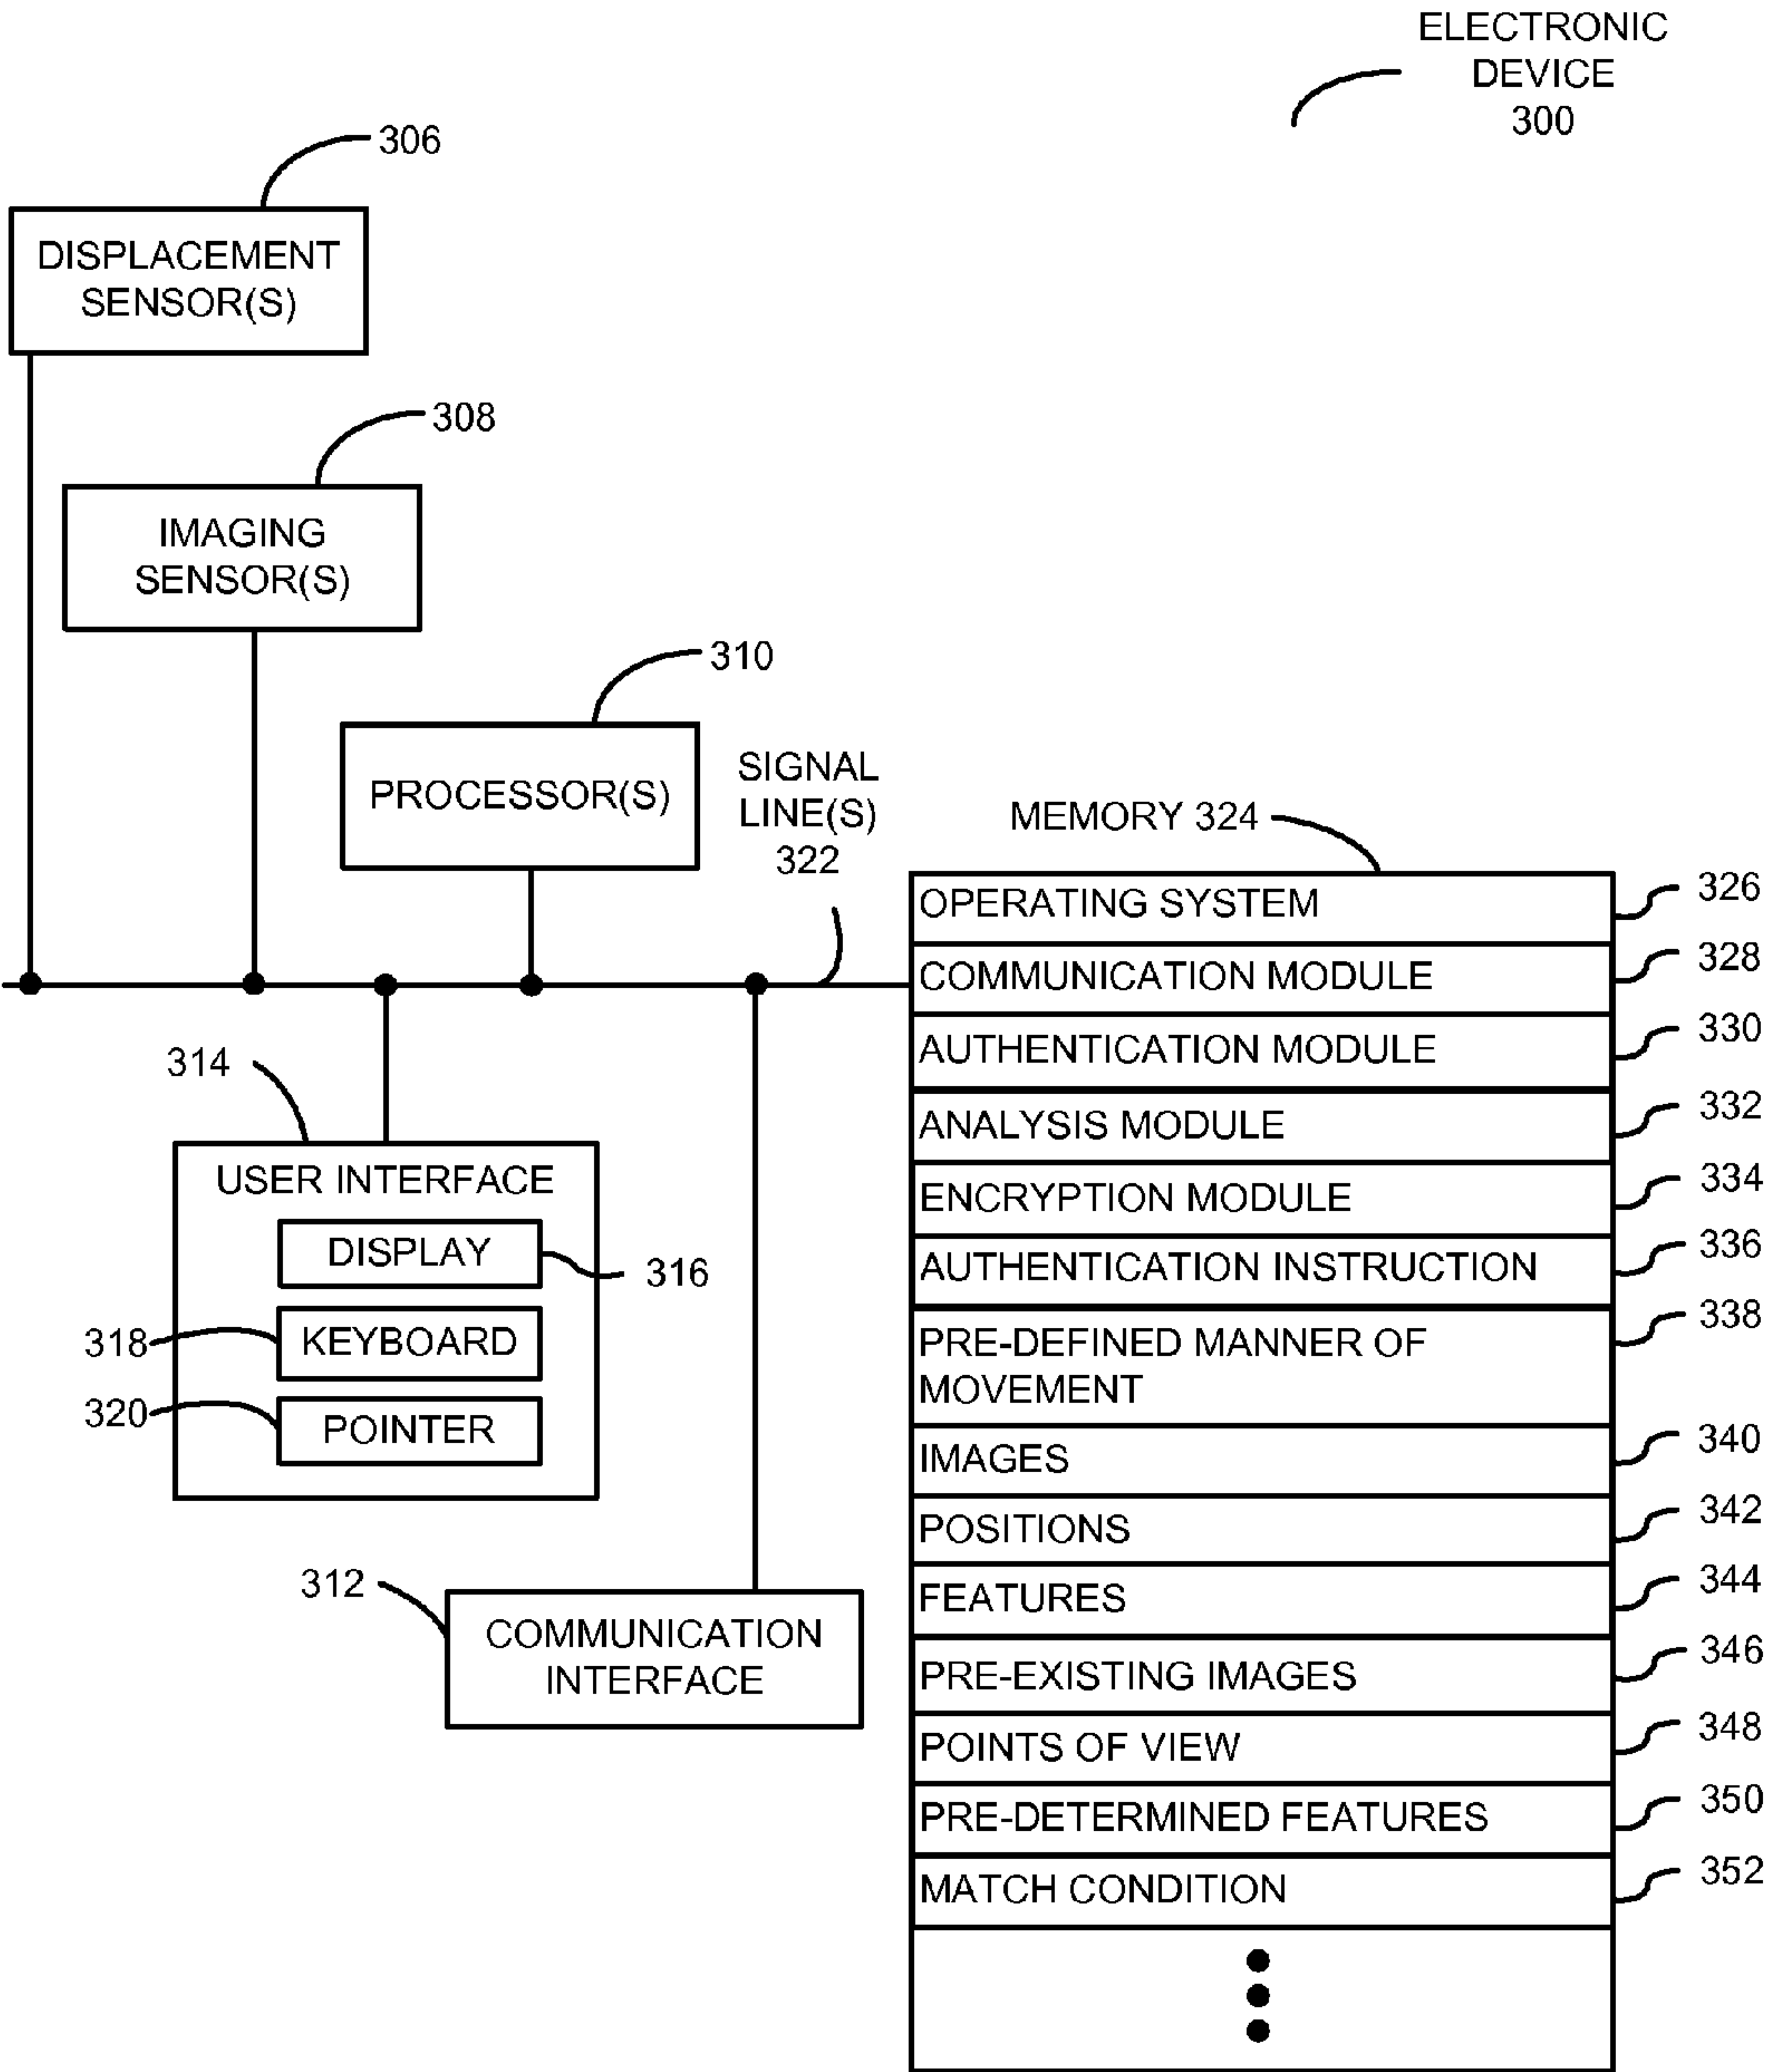 ELECTRONIC
DEVICE
300
306
DISPLACEMENT
SENSOR(S)
308
IMAGING
SENSOR(S)
310
PROCESSOR(S)
SIGNAL
LINE(S)
322
MEMORY 324
OPERATING SYSTEM
326
COMMUNICATION MODULE
328
AUTHENTICATION MODULE
330
ANALYSIS MODULE
332
ENCRYPTION MODULE
334
AUTHENTICATION INSTRUCTION
336
PRE-DEFINED MANNER OF
MOVEMENT
338
IMAGES
340
POSITIONS
342
FEATURES
344
PRE-EXISTING IMAGES
346
POINTS OF VIEW
348
PRE-DETERMINED FEATURES
350
MATCH CONDITION
352
314
USER INTERFACE
DISPLAY
316
318
KEYBOARD
320
POINTER
312
COMMUNICATION
INTERFACE